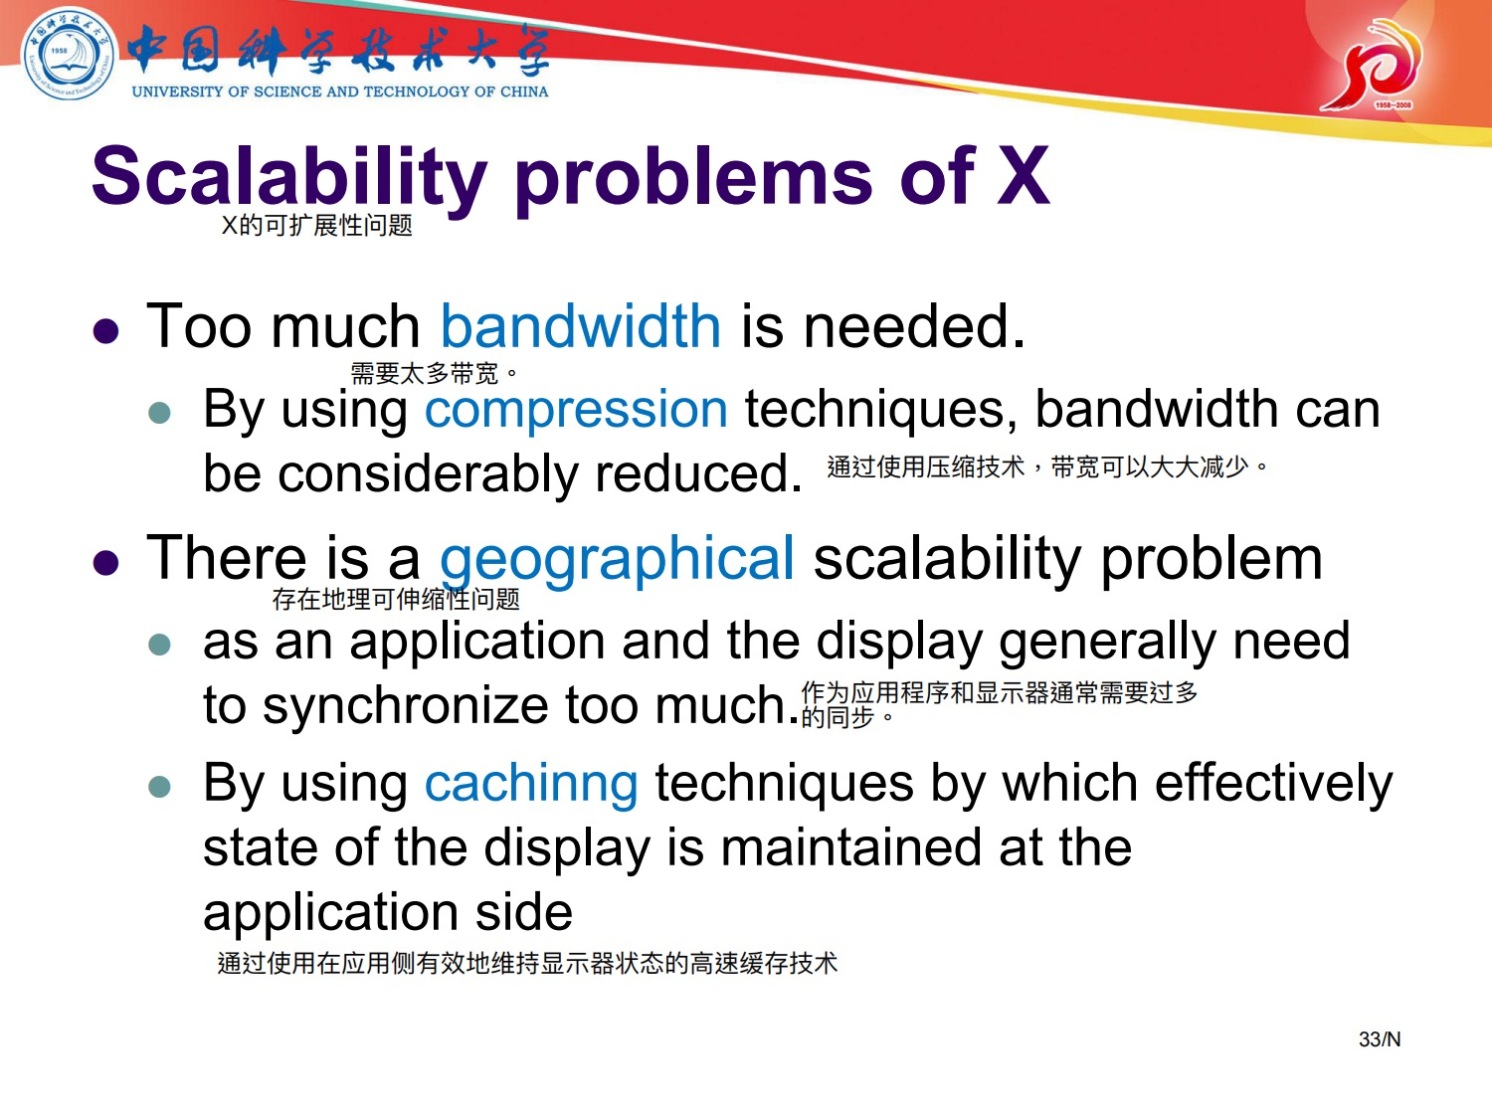 中国科学技术大学
UNIVERSITY OF SCIENCE AND TECHNOLOGY OF CHINA
1958
1958-2008
Scalability problems of X
X的可扩展性问题
Too much bandwidth is needed.
需要太多带宽。
By using compression techniques, bandwidth can
be considerably reduced.
通过使用压缩技术，带宽可以大大减少。
There is a geographical scalability problem
存在地理可伸缩性问题
as an application and the display generally need
to synchronize too much.
作为应用程序和显示器通常需要过多
的同步。
By using cachinng techniques by which effectively
state of the display is maintained at the
application side
通过使用在应用侧有效地维持显示器状态的高速缓存技术
33/N